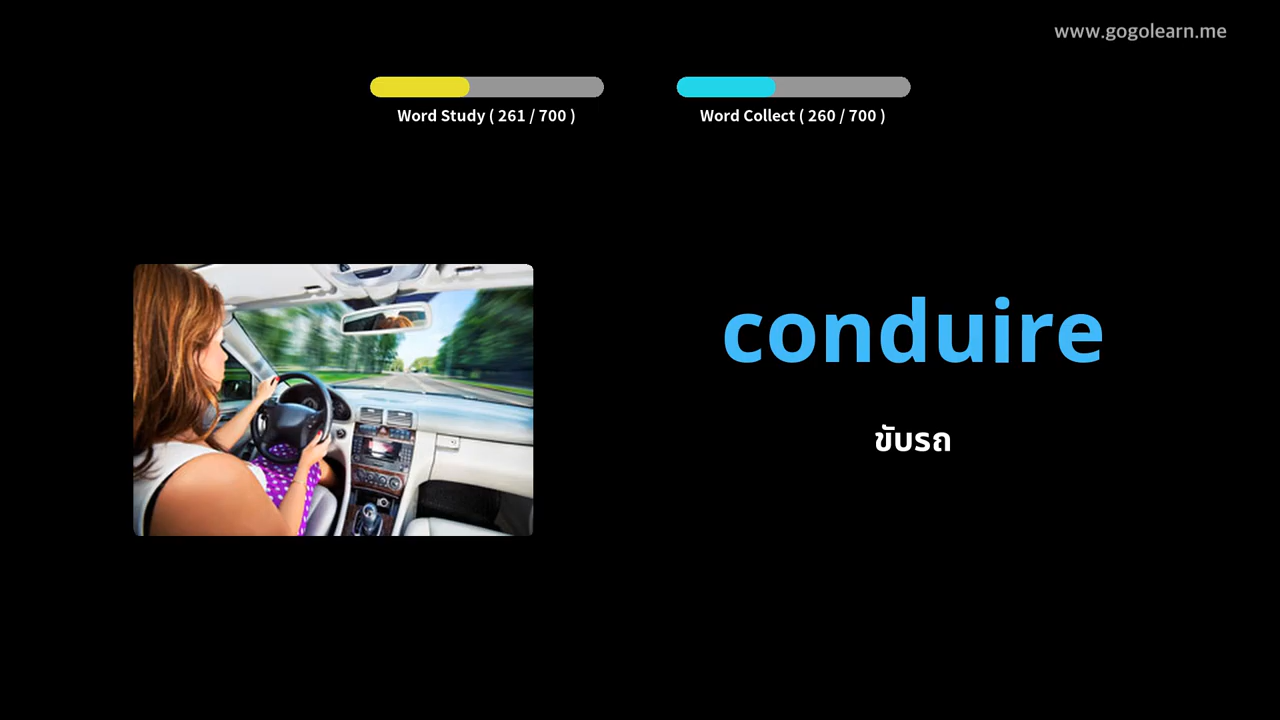 www.gogolearn.me
Word Study ( 261 / 700 )
Word Collect ( 260 / 700 )
conduire
ขับรถ